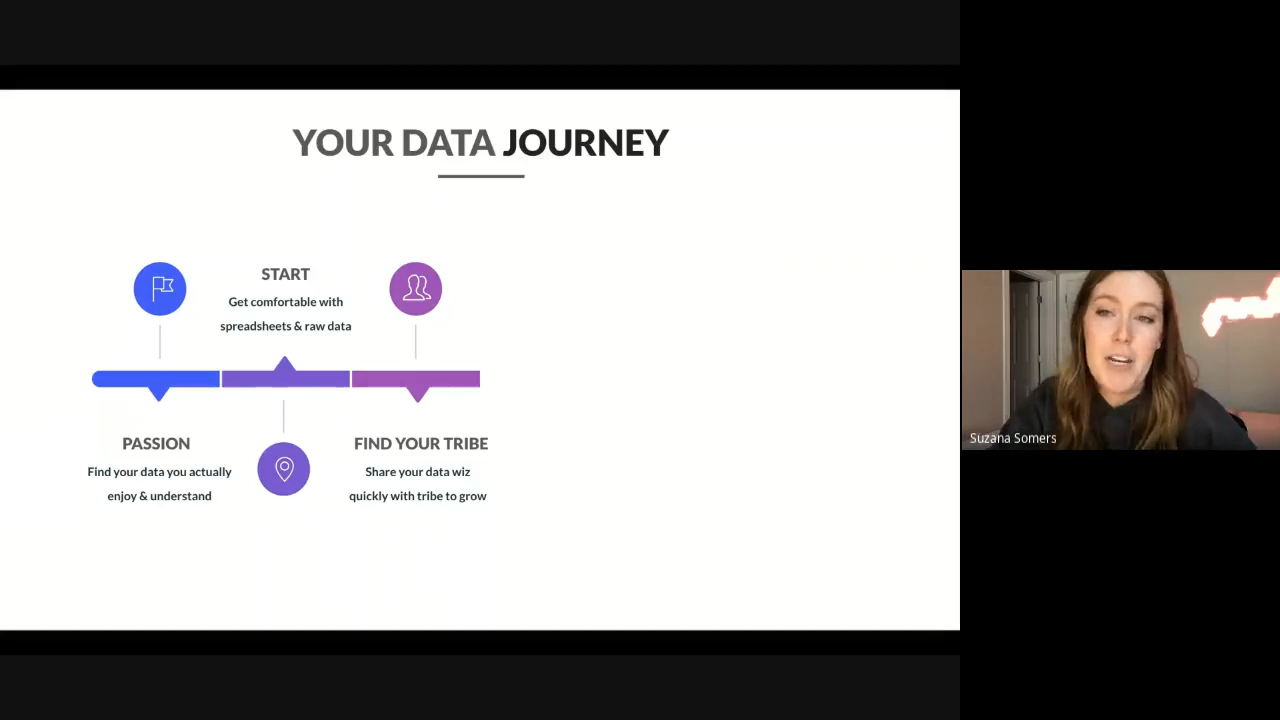 YOUR DATA JOURNEY
START
Get comfortable with
spreadsheets & raw data
PASSION
Find your data you actually
enjoy & understand
FIND YOUR TRIBE
Share your data wiz
quickly with tribe to grow
Suzana Somers